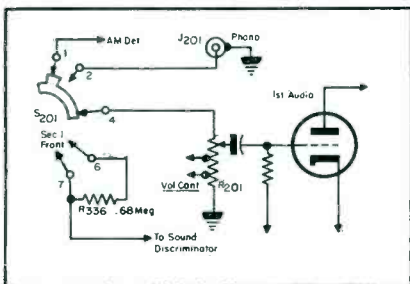 AM Det
J201
Phono
1
2
1st Audio
S201
4
Sec 1
Front
6
7
Vol Cont
R201
R336 .68 Meg
To Sound
Discriminator